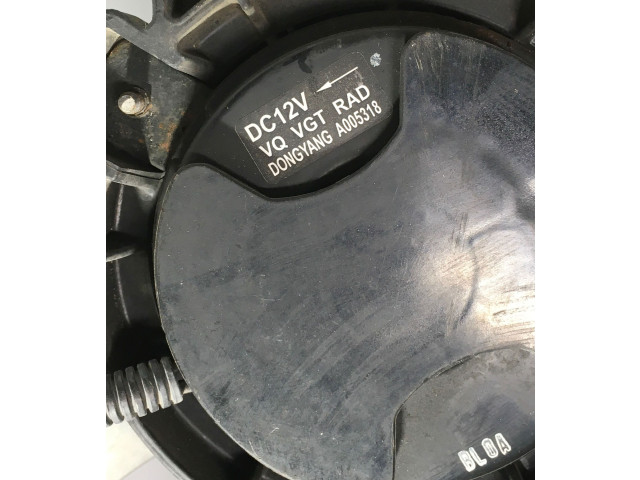 DC12V
VQ VGT RAD
DONGYANG A005318
BL0A